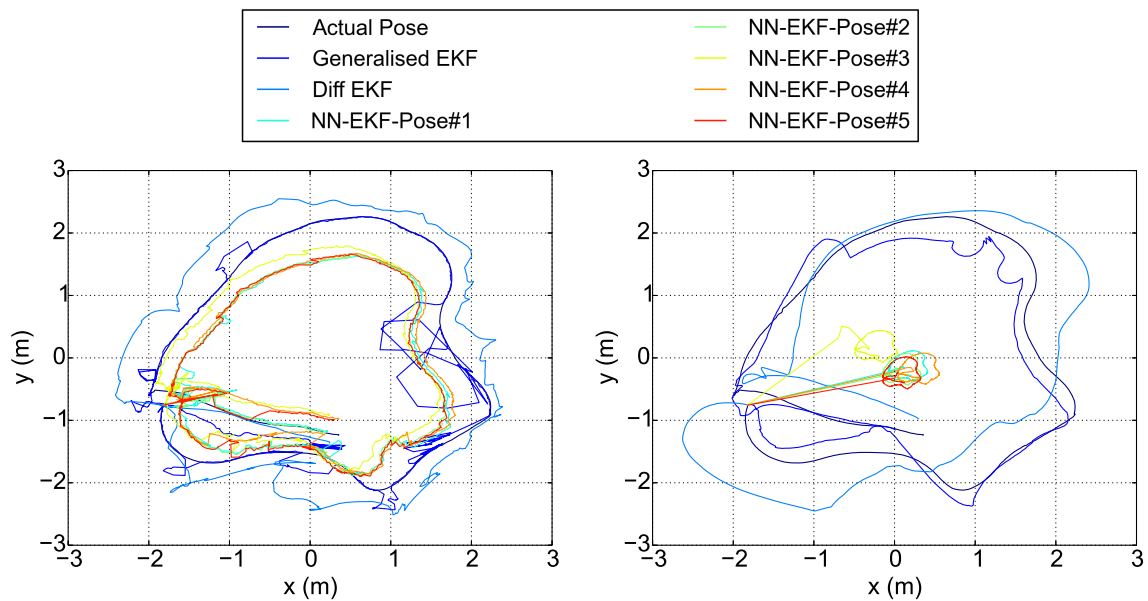 Actual Pose
Generalised EKF
Diff EKF
NN-EKF-Pose#1
NN-EKF-Pose#2
NN-EKF-Pose#3
NN-EKF-Pose#4
NN-EKF-Pose#5
3
2
1
0
−1
−2
−3
y (m)
−3 −2 −1 0 1 2 3
x (m)
3
2
1
0
−1
−2
−3
y (m)
−3 −2 −1 0 1 2 3
x (m)